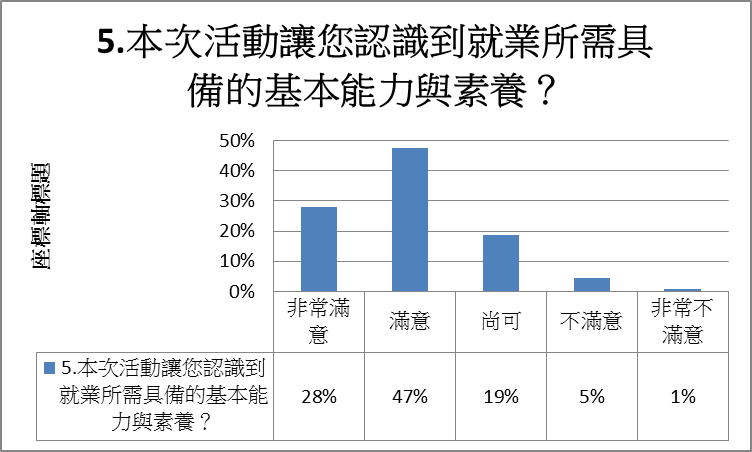 5.本次活動讓您認識到就業所需具
備的基本能力與素養？
座標軸標題
50%
40%
30%
20%
10%
0%
非常滿
意
滿意
尚可
不滿意
非常不
滿意
5.本次活動讓您認識到
就業所需具備的基本能
力與素養？
28%
47%
19%
5%
1%